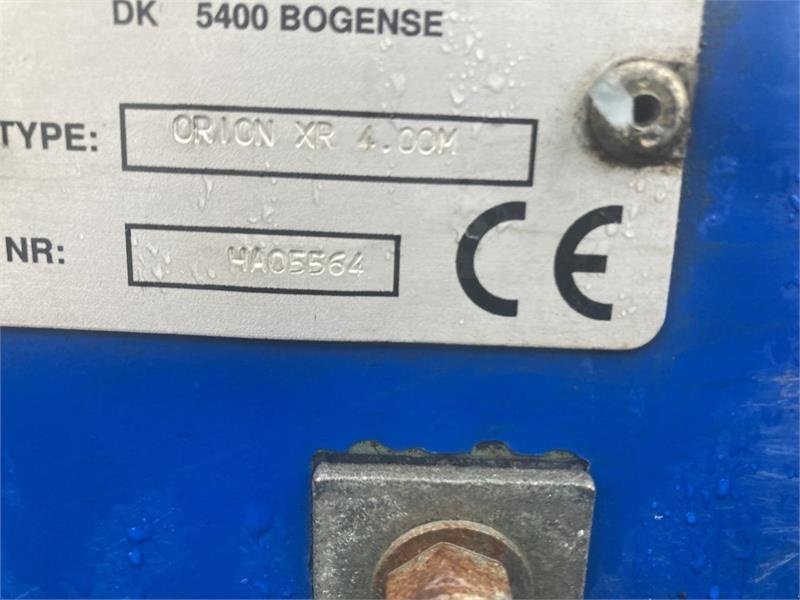 DK 5400 BOGENSE
TYPE: ORION XR 4.00M
NR: HA05564 CE